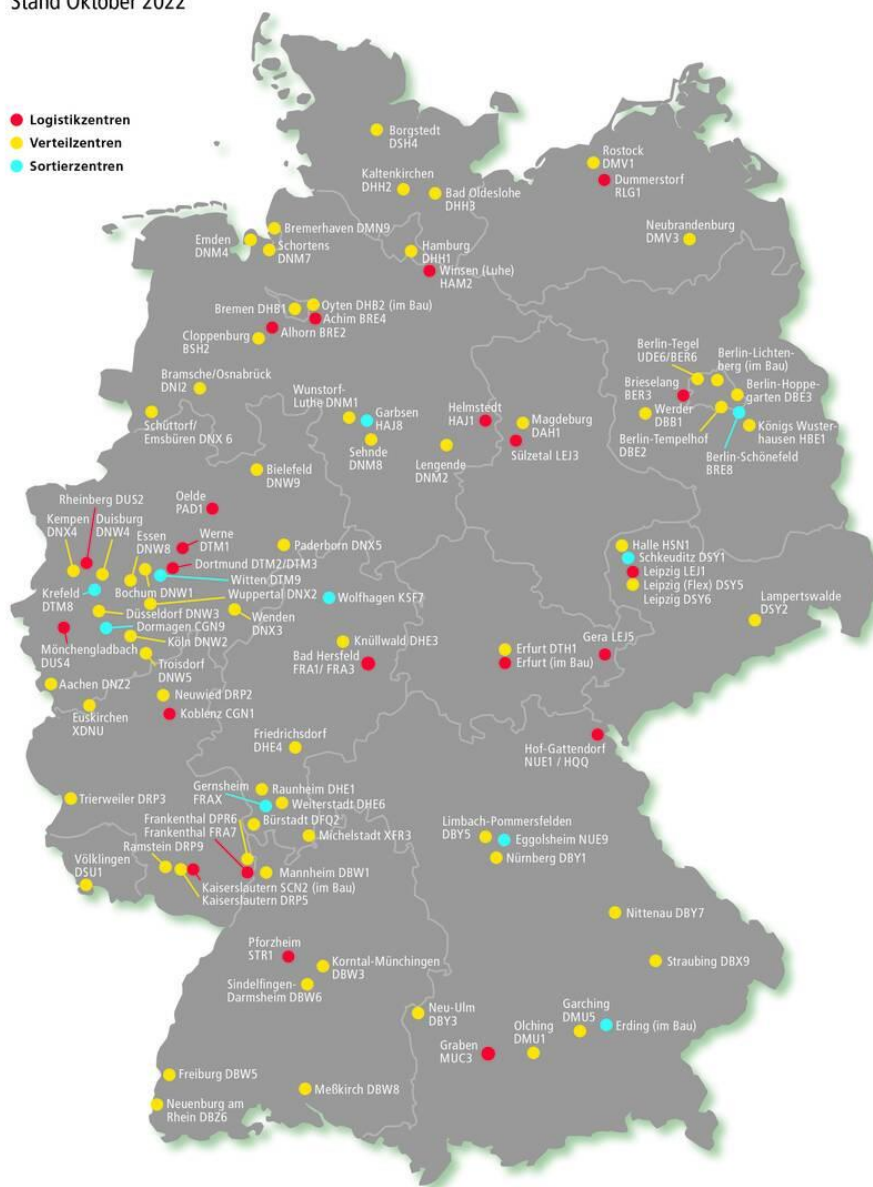 Stand Oktober 2022
Logistikzentren
Verteilzentren
Sortierzentren
Borgstedt
DSH4
Rostock
DMV1
Kaltenkirchen
DHH2
Bad Oldeslohe
DHH3
Dummerstorf
RLG1
Neubrandenburg
DMV3
Bremerhaven DMN9
Emden
DNM4
Schortens
DNM7
Hamburg
DHH1
Winsen (Luhe)
HAM2
Bremen DHB1
Oyten DHB2 (im Bau)
Achim BRE4
Alhorn BRE2
Cloppenburg
BSH2
Bramsche/Osnabrück
DNI2
Schüttorf/
Emsbüren DNX 6
Wunstorf-
Luthe DNM1
Garbsen
HAJ8
Sehnde
DNM8
Helmstedt
HAJ1
Lengende
DNM2
Magdeburg
DAH1
Sülzetal LEJ3
Berlin-Tegel
UDE6/BER6
Berlin-Lichten-
berg (im Bau)
Brieselang
BER3
Berlin-Hoppe-
garten DBE3
Werder
DBB1
Königs Wuster-
hausen HBE1
Berlin-Tempelhof
DBE2
Berlin-Schönefeld
BRE8
Bielefeld
DNW9
Oelde
PAD1
Rheinberg DUS2
Kempen
DNX4
Duisburg
DNW4
Essen
DNW8
Werne
DTM1
Paderborn DNX5
Dortmund DTM2/DTM3
Witten DTM9
Krefeld
DTM8
Bochum DNW1
Wuppertal DNX2
Düsseldorf DNW3
Dormagen CGN9
Wenden
DNX3
Köln DNW2
Mönchengladbach
DUS4
Troisdorf
DNW5
Aachen DNZ2
Neuwied DRP2
Euskirchen
XDNU
Koblenz CGN1
Wolfhagen KSF7
Knüllwald DHE3
Bad Hersfeld
FRA1/ FRA3
Halle HSN1
Schkeuditz DSY1
Leipzig LEJ1
Leipzig (Flex) DSY5
Leipzig DSY6
Lampertswalde
DSY2
Gera LEJ5
Erfurt DTH1
Erfurt (im Bau)
Hof-Gattendorf
NUE1 / HQQ
Friedrichsdorf
DHE4
Gernsheim
FRAX
Raunheim DHE1
Weiterstadt DHE6
Trierweiler DRP3
Frankenthal DPR6
Frankenthal FRA7
Bürstadt DFQ2
Michelstadt XFR3
Ramstein DRP9
Völklingen
DSU1
Mannheim DBW1
Kaiserslautern SCN2 (im Bau)
Kaiserslautern DRP5
Limbach-Pommersfelden
DBY5
Eggolsheim NUE9
Nürnberg DBY1
Nittenau DBY7
Straubing DBX9
Pforzheim
STR1
Korntal-Münchingen
DBW3
Sindelfingen-
Darmsheim DBW6
Neu-Ulm
DBY3
Garching
DMU5
Erding (im Bau)
Olching
DMU1
Graben
MUC3
Freiburg DBW5
Meßkirch DBW8
Neuenburg am
Rhein DBZ6